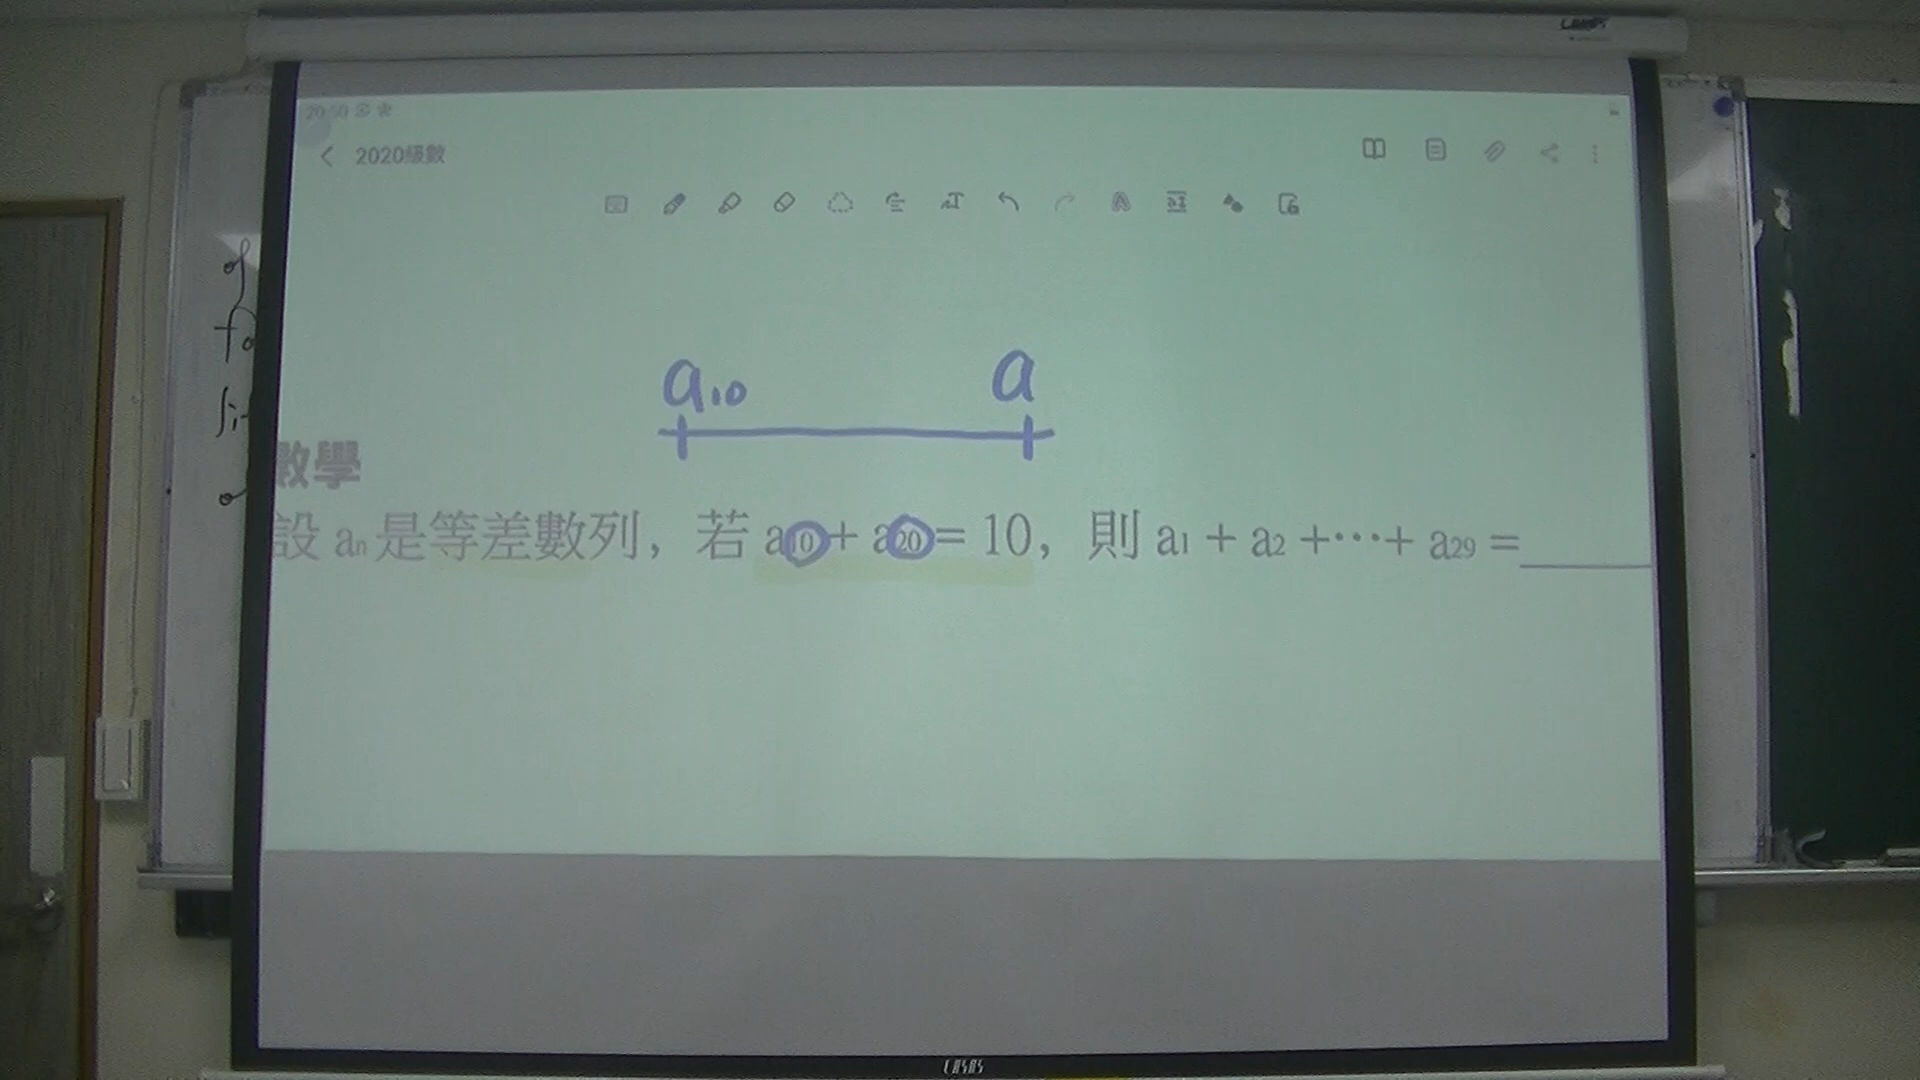 2020級數
a10 a
數學
設 an 是等差數列，若 a10 + a20 = 10，則 a1 + a2 +⋯+ a29 =